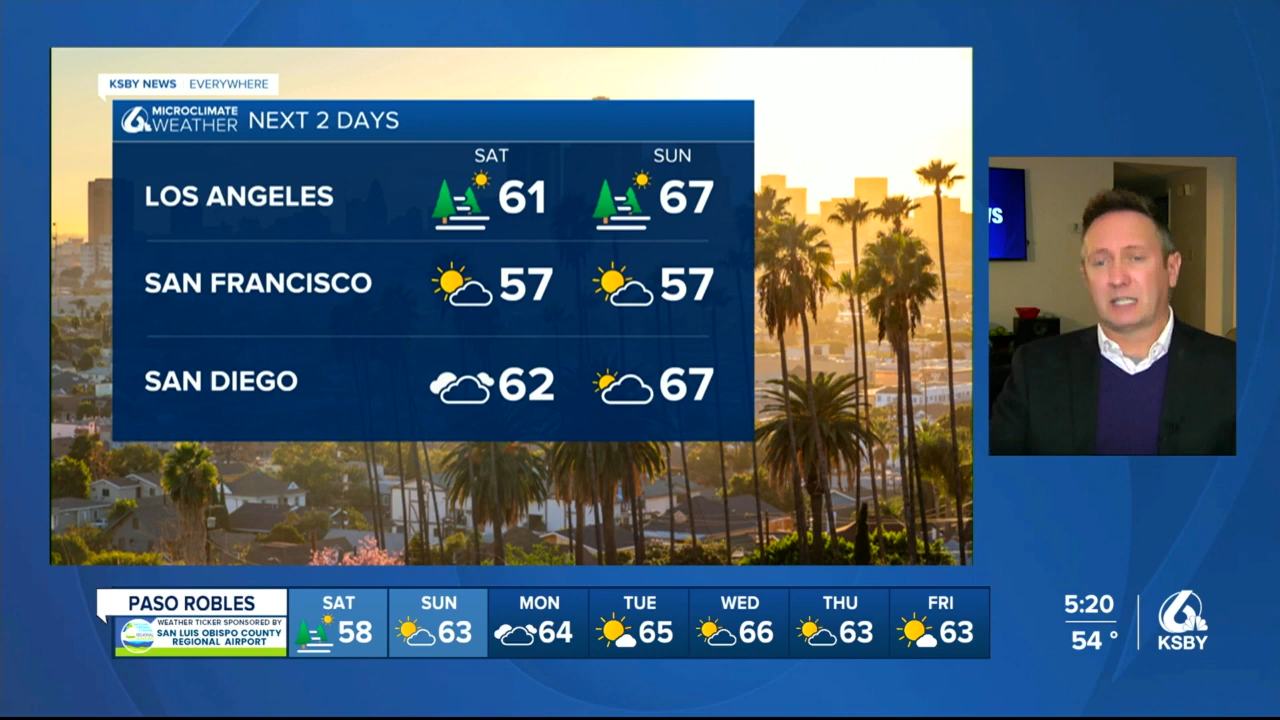 KSBY NEWS EVERYWHERE
6 MICROCLIMATE WEATHER NEXT 2 DAYS
SAT SUN
LOS ANGELES 61 67
SAN FRANCISCO 57 57
SAN DIEGO 62 67
PASO ROBLES
WEATHER TICKER SPONSORED BY
SAN LUIS OBISPO COUNTY
REGIONAL AIRPORT
SAT SUN MON TUE WED THU FRI
58 63 64 65 66 63 63
5:20
54°
6
KSBY